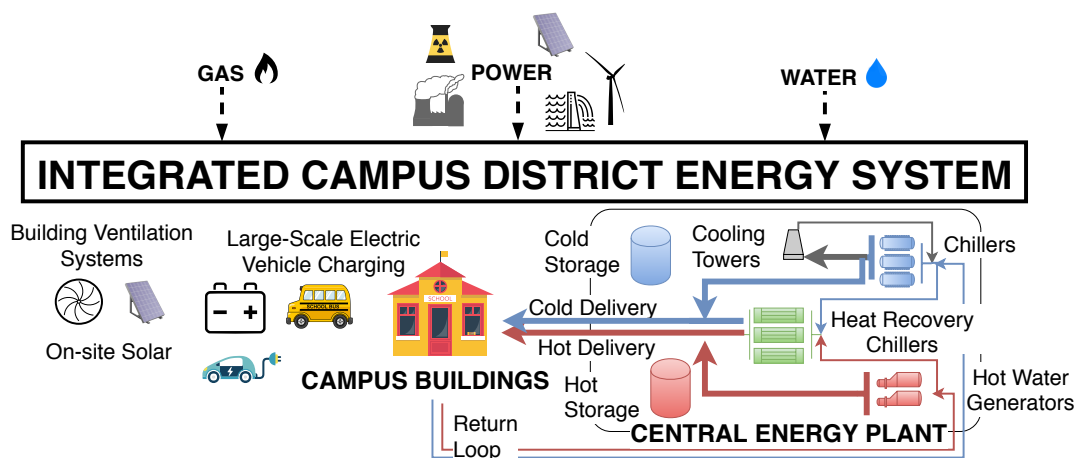 GAS
POWER
WATER
INTEGRATED CAMPUS DISTRICT ENERGY SYSTEM
Building Ventilation
Systems
On-site Solar
Large-Scale Electric
Vehicle Charging
SCHOOL BUS
SCHOOL
CAMPUS BUILDINGS
Cold
Storage
Cooling
Towers
Chillers
Cold Delivery
Hot Delivery
Heat Recovery
Chillers
Hot
Storage
Hot Water
Generators
CENTRAL ENERGY PLANT
Return
Loop